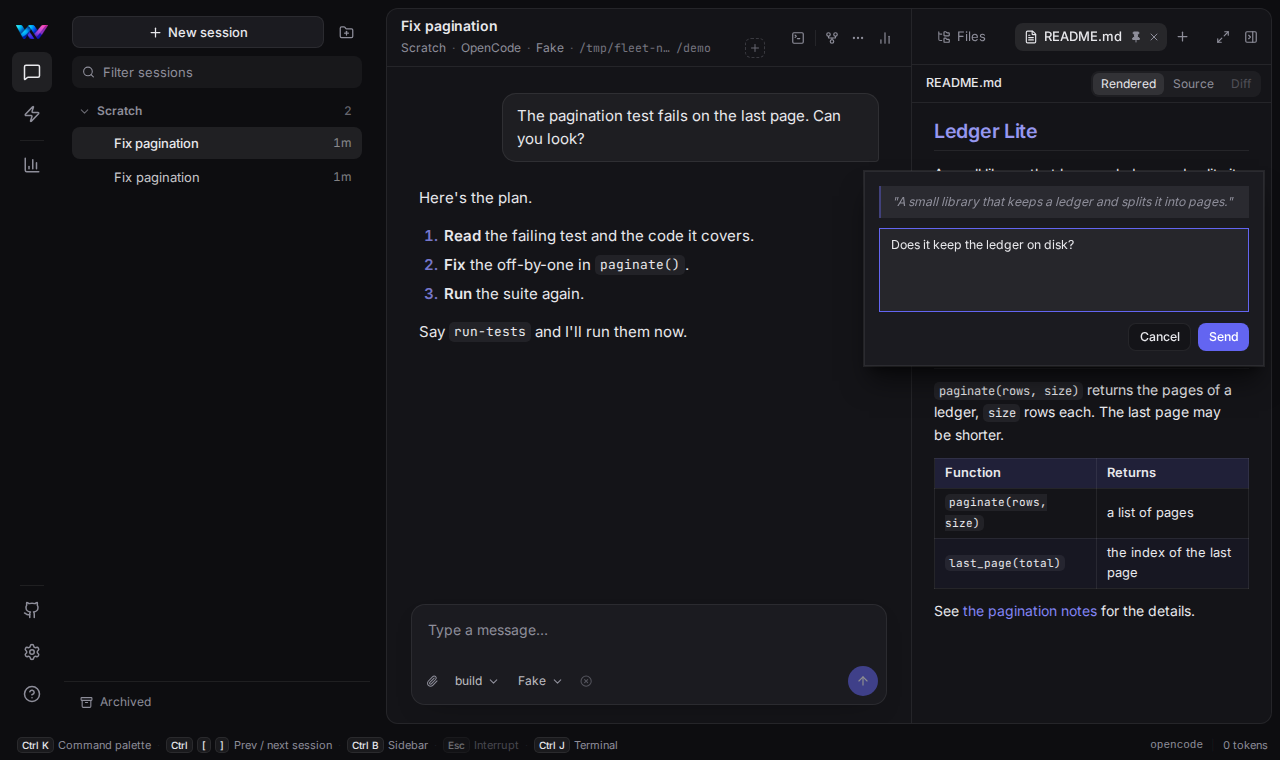 New session
Filter sessions
Scratch 2
Fix pagination 1m
Fix pagination 1m
Archived
Fix pagination
Scratch · OpenCode · Fake · /tmp/fleet-n… /demo
The pagination test fails on the last page. Can
you look?
Here's the plan.
1. Read the failing test and the code it covers.
2. Fix the off-by-one in paginate().
3. Run the suite again.
Say run-tests and I'll run them now.
Type a message...
build Fake
Files README.md
README.md Rendered Source Diff
Ledger Lite
"A small library that keeps a ledger and splits it into pages."
Does it keep the ledger on disk?
Cancel Send
paginate(rows, size) returns the pages of a
ledger, size rows each. The last page may
be shorter.
Function Returns
paginate(rows,
size) a list of pages
last_page(total) the index of the last
page
See the pagination notes for the details.
Ctrl K Command palette Ctrl [ ] Prev / next session Ctrl B Sidebar Esc Interrupt Ctrl J Terminal opencode 0 tokens